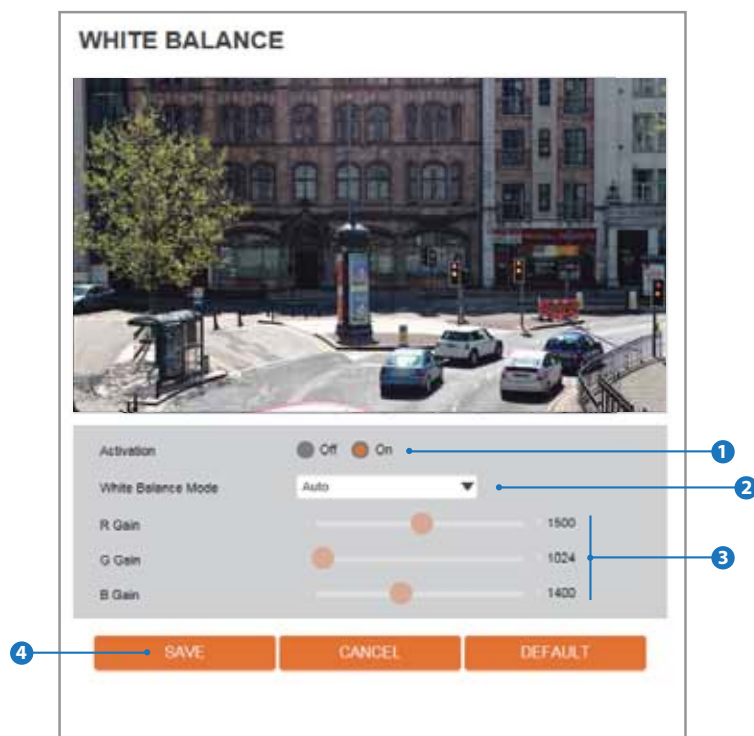 WHITE BALANCE
Activation Off On 1
White Balance Mode Auto 2
R Gain 1500
G Gain 1024 3
B Gain 1400
4 SAVE CANCEL DEFAULT